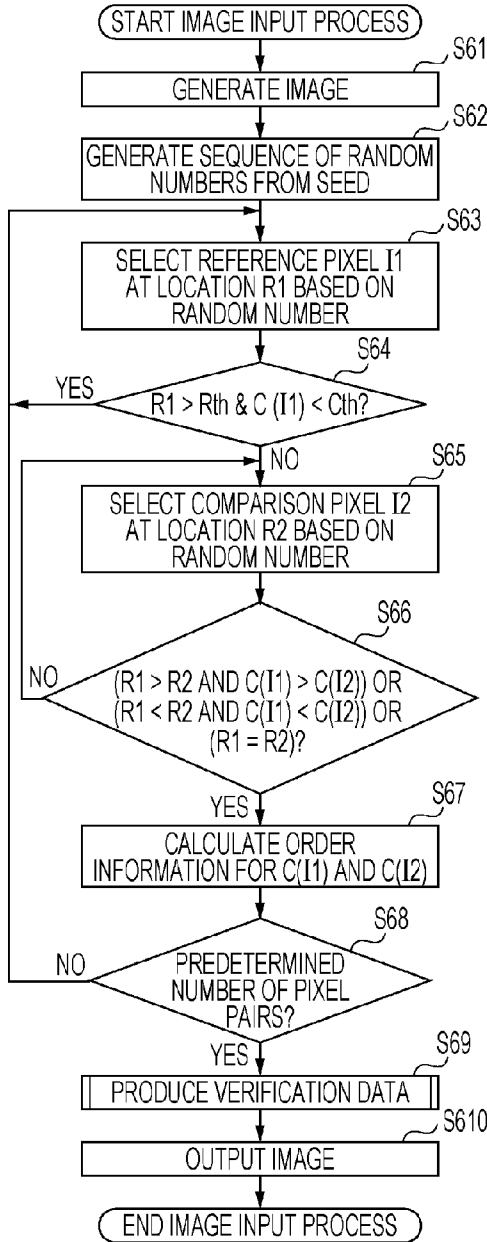 START IMAGE INPUT PROCESS
S61
GENERATE IMAGE
S62
GENERATE SEQUENCE OF RANDOM
NUMBERS FROM SEED
S63
SELECT REFERENCE PIXEL I1
AT LOCATION R1 BASED ON
RANDOM NUMBER
S64
YES
R1 > Rth & C (I1) < Cth?
NO
S65
SELECT COMPARISON PIXEL I2
AT LOCATION R2 BASED ON
RANDOM NUMBER
S66
NO
(R1 > R2 AND C(I1) > C(I2)) OR
(R1 < R2 AND C(I1) < C(I2)) OR
(R1 = R2)?
YES
S67
CALCULATE ORDER
INFORMATION FOR C(I1) AND C(I2)
S68
NO
PREDETERMINED
NUMBER OF PIXEL
PAIRS?
YES
S69
PRODUCE VERIFICATION DATA
S610
OUTPUT IMAGE
END IMAGE INPUT PROCESS